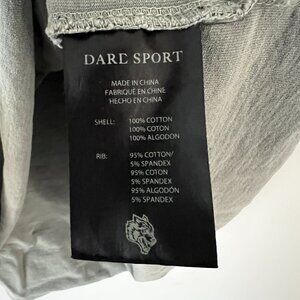 DARE SPORT
MADE IN CHINA
FABRIQUÉ EN CHINE
HECHO EN CHINA
SHELL: 100% COTTON
100% COTON
100% ALGODON
RIB: 95% COTTON/
5% SPANDEX
95% COTON
5% SPANDEX
95% ALGODÓN
5% SPANDEX